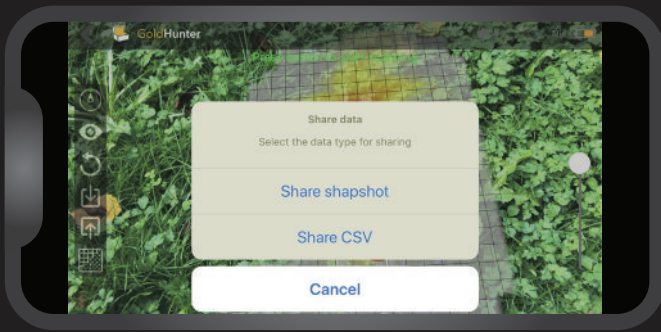 GoldHunter
Share data
Select the data type for sharing
Share shapshot
Share CSV
Cancel